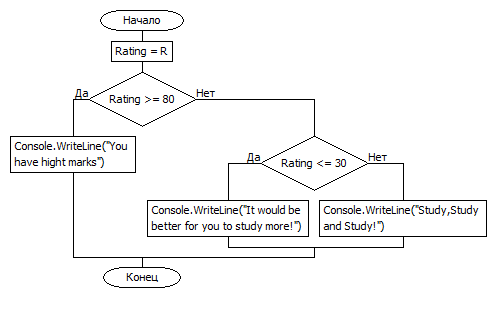 Начало
Rating = R
Да
Rating >= 80
Нет
Console.WriteLine("You
have hight marks")
Да
Rating <= 30
Нет
Console.WriteLine("It would be
better for you to study more!")
Console.WriteLine("Study,Study
and Study!")
Конец